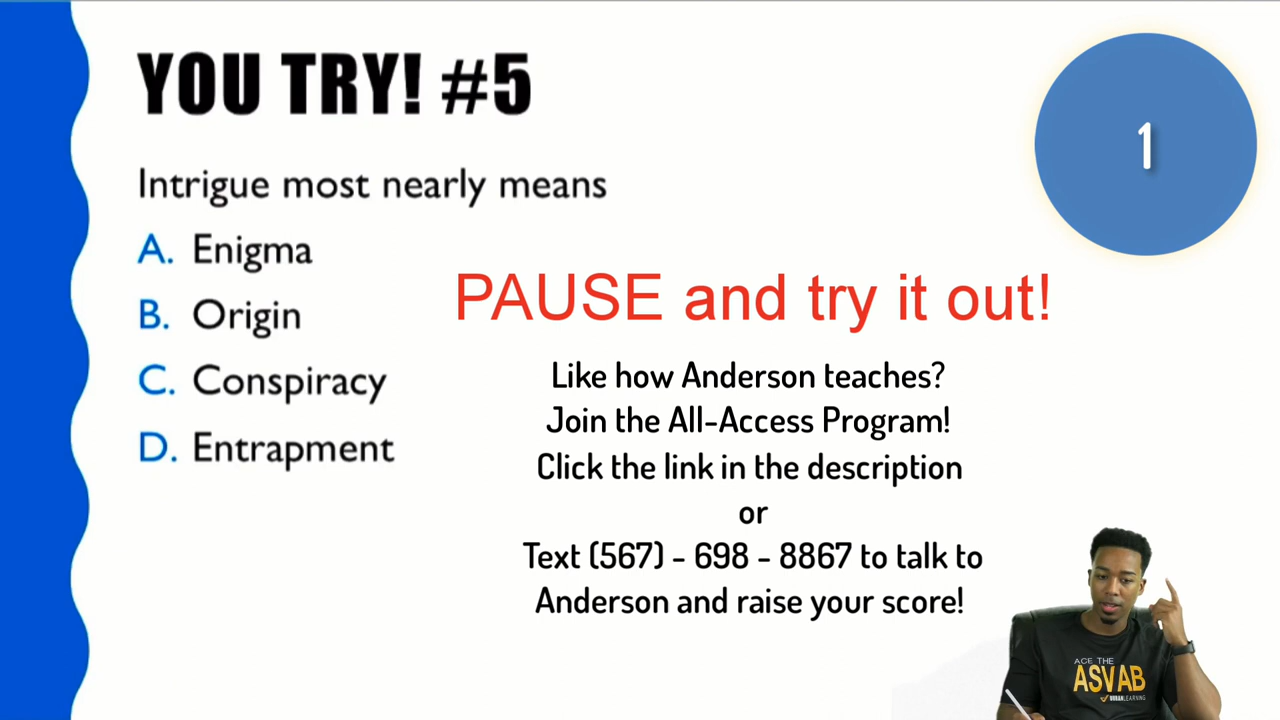 YOU TRY! #5
1
Intrigue most nearly means
A. Enigma
B. Origin
C. Conspiracy
D. Entrapment
PAUSE and try it out!
Like how Anderson teaches?
Join the All-Access Program!
Click the link in the description
or
Text (567) - 698 - 8867 to talk to
Anderson and raise your score!
ACE THE
ASVAB
URBAN LEARNING